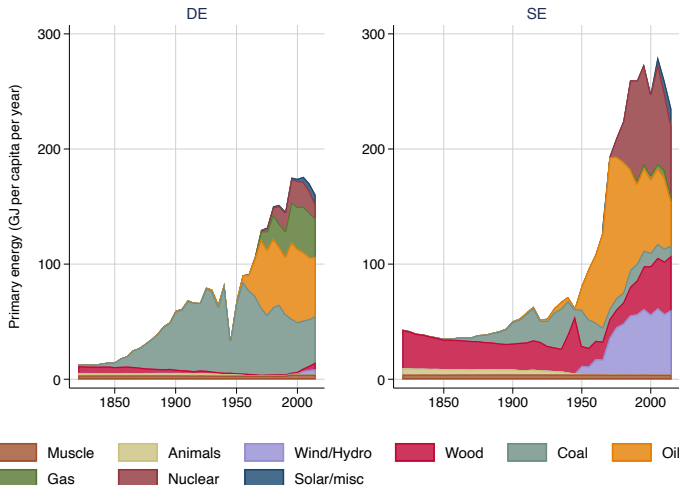 DE
SE
Primary energy (GJ per capita per year)
300
200
100
0
300
200
100
0
1850
1900
1950
2000
1850
1900
1950
2000
Muscle
Animals
Wind/Hydro
Wood
Coal
Oil
Gas
Nuclear
Solar/misc